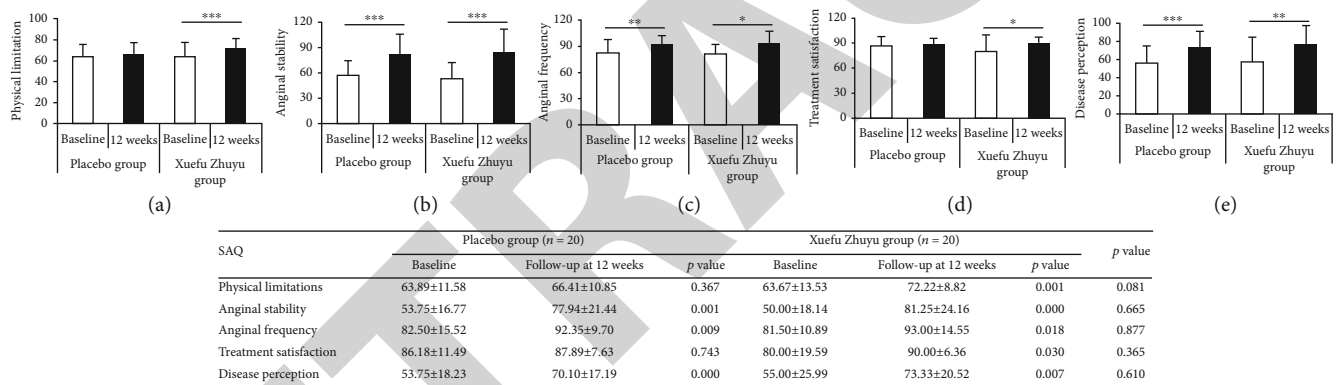 Physical limitation
100
80
60
40
20
0
***
Baseline 12 weeks Baseline 12 weeks
Placebo group Xuefu Zhuyu group
(a)
Anginal stability
120
90
60
30
0
*** ***
Baseline 12 weeks Baseline 12 weeks
Placebo group Xuefu Zhuyu group
(b)
Anginal frequency
120
90
60
30
0
** *
Baseline 12 weeks Baseline 12 weeks
Placebo group Xuefu Zhuyu group
(c)
Treatment satisfaction
120
90
60
30
0
*
Baseline 12 weeks Baseline 12 weeks
Placebo group Xuefu Zhuyu group
(d)
Disease perception
100
80
60
40
20
0
*** **
Baseline 12 weeks Baseline 12 weeks
Placebo group Xuefu Zhuyu group
(e)
SAQ Placebo group (n = 20) Xuefu Zhuyu group (n = 20) p value
Baseline Follow-up at 12 weeks p value Baseline Follow-up at 12 weeks p value
Physical limitations 63.89±11.58 66.41±10.85 0.367 63.67±13.53 72.22±8.82 0.001 0.081
Anginal stability 53.75±16.77 77.94±21.44 0.001 50.00±18.14 81.25±24.16 0.000 0.665
Anginal frequency 82.50±15.52 92.35±9.70 0.009 81.50±10.89 93.00±14.55 0.018 0.877
Treatment satisfaction 86.18±11.49 87.89±7.63 0.743 80.00±19.59 90.00±6.36 0.030 0.365
Disease perception 53.75±18.23 70.10±17.19 0.000 55.00±25.99 73.33±20.52 0.007 0.610